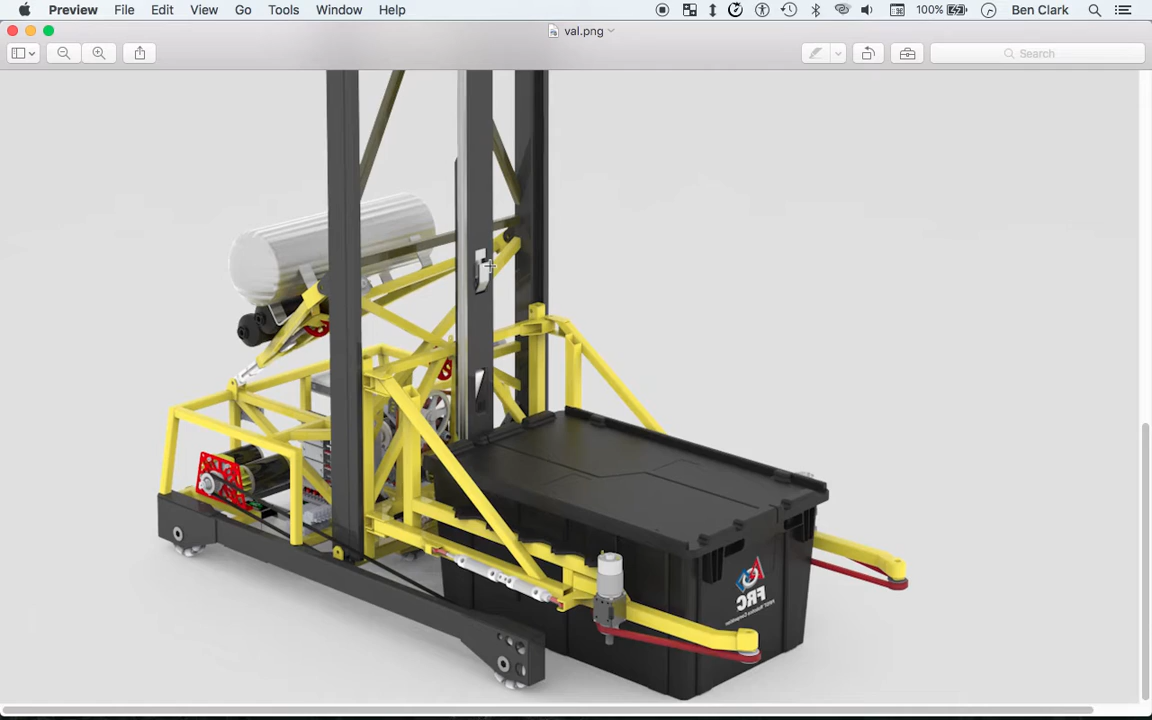 Preview File Edit View Go Tools Window Help 100% Ben Clark
val.png
Search
FRC